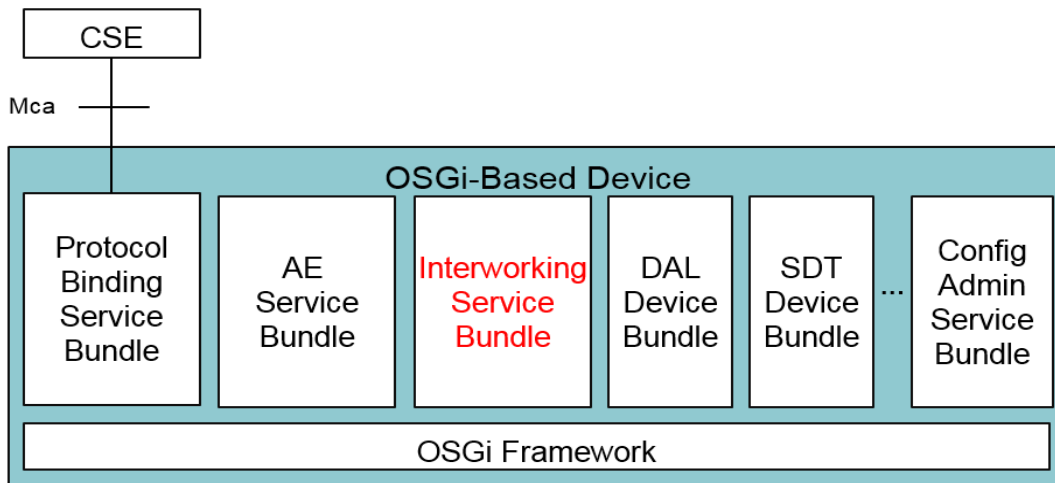 CSE
Mca
OSGi-Based Device
Protocol
Binding
Service
Bundle
AE
Service
Bundle
Interworking
Service
Bundle
DAL
Device
Bundle
SDT
Device
Bundle
...
Config
Admin
Service
Bundle
OSGi Framework